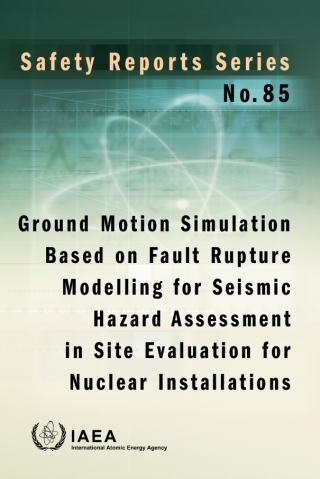 Safety Reports Series
No.85
Ground Motion Simulation
Based on Fault Rupture
Modelling for Seismic
Hazard Assessment
in Site Evaluation for
Nuclear Installations
IAEA
International Atomic Energy Agency